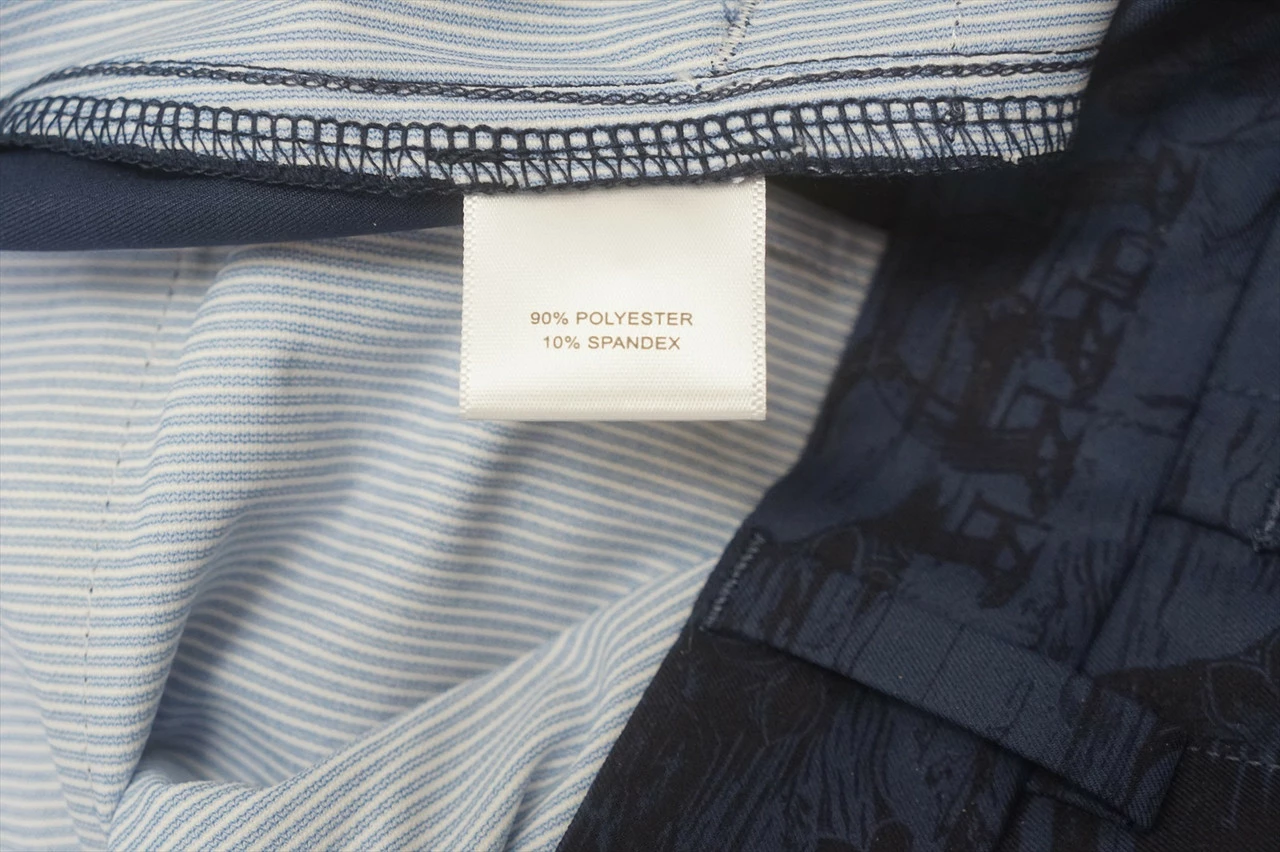 90% POLYESTER
10% SPANDEX